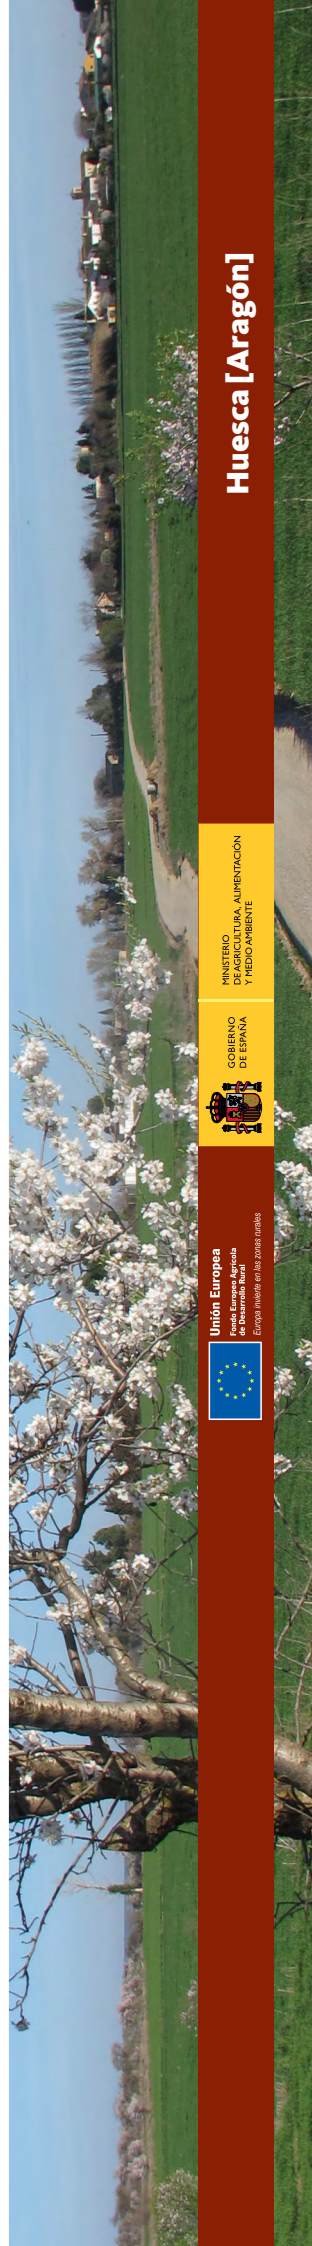 Unión Europea
Fondo Europeo Agrícola
de Desarrollo Rural
Europa invierte en las zonas rurales
GOBIERNO
DE ESPAÑA
MINISTERIO
DE AGRICULTURA, ALIMENTACIÓN
Y MEDIO AMBIENTE
Huesca [Aragón]